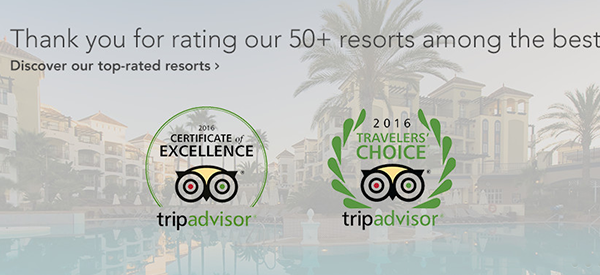 Thank you for rating our 50+ resorts among the best
Discover our top-rated resorts ›
2016
CERTIFICATE of
EXCELLENCE
tripadvisor
2016
TRAVELERS'
CHOICE
tripadvisor